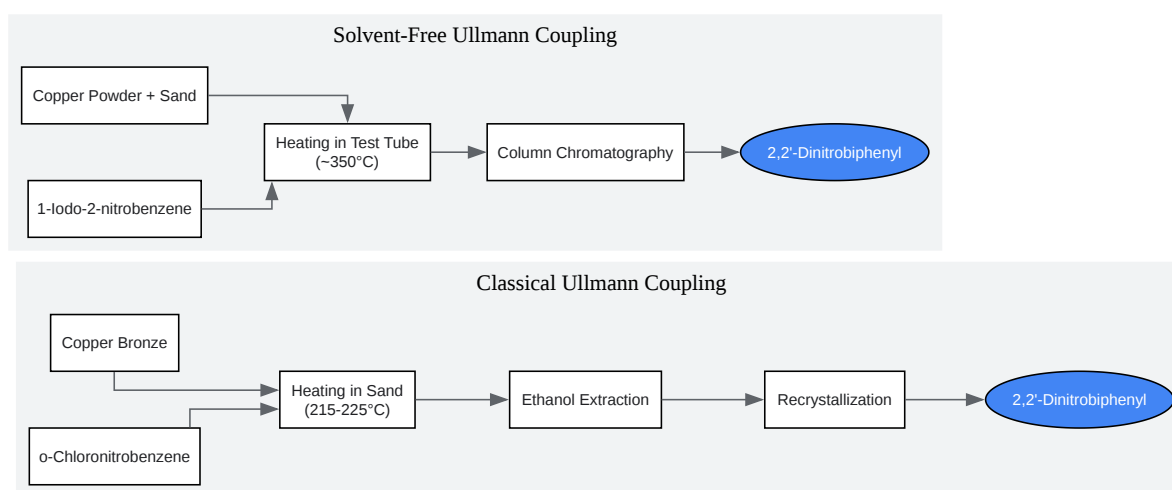 Solvent-Free Ullmann Coupling
Copper Powder + Sand
1-Iodo-2-nitrobenzene
Heating in Test Tube
(~350°C)
Column Chromatography
2,2'-Dinitrobiphenyl
Classical Ullmann Coupling
Copper Bronze
o-Chloronitrobenzene
Heating in Sand
(215-225°C)
Ethanol Extraction
Recrystallization
2,2'-Dinitrobiphenyl